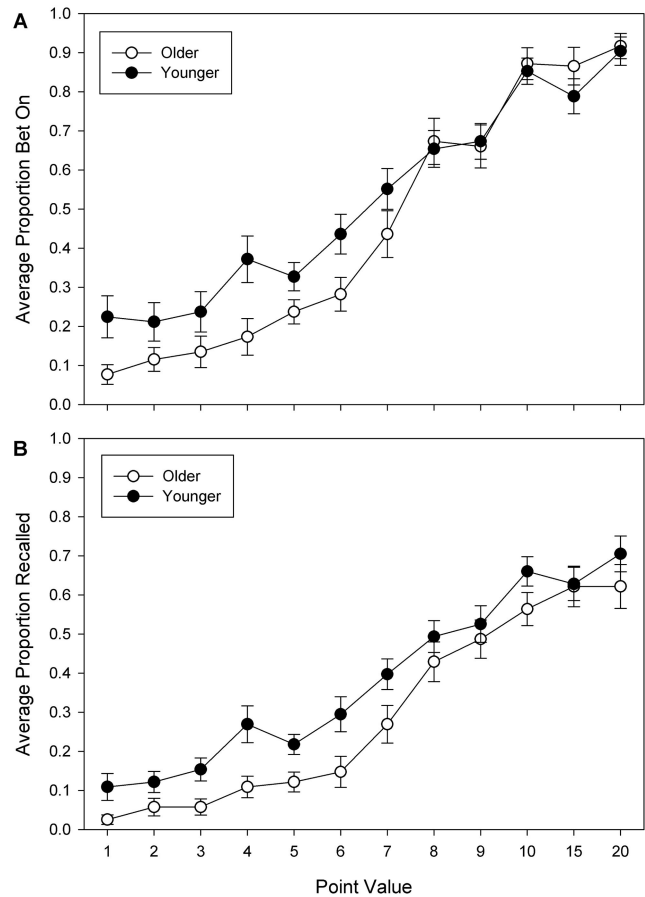 A
Average Proportion Bet On
1.0
0.9
0.8
0.7
0.6
0.5
0.4
0.3
0.2
0.1
0.0
Older
Younger
B
Average Proportion Recalled
1.0
0.9
0.8
0.7
0.6
0.5
0.4
0.3
0.2
0.1
0.0
Older
Younger
1 2 3 4 5 6 7 8 9 10 15 20
Point Value